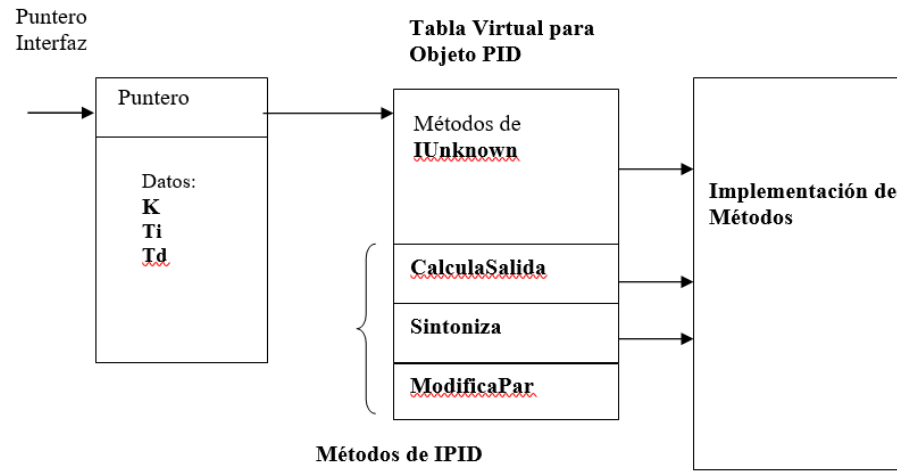 Puntero
Interfaz
Tabla Virtual para
Objeto PID
Puntero
Datos:
K
Ti
Td
Métodos de
IUnknown
CalculaSalida
Sintoniza
ModificaPar
Implementación de
Métodos
Métodos de IPID